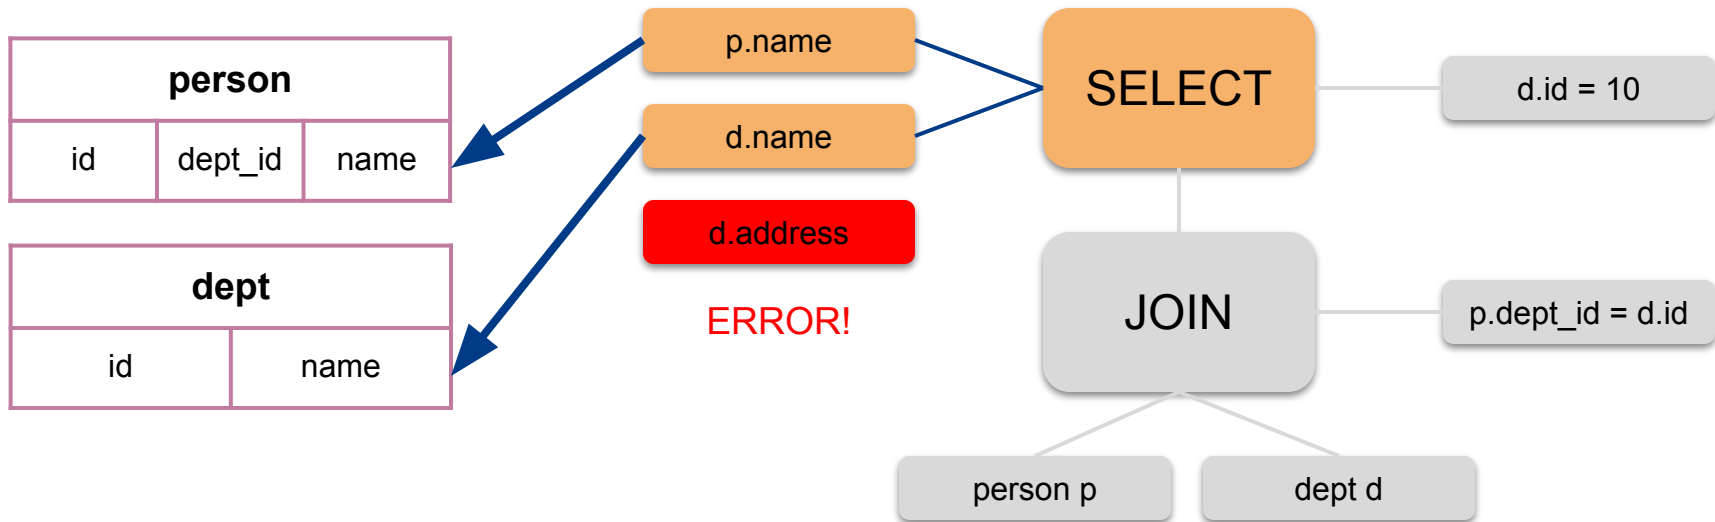 person
id dept_id name
dept
id name
p.name
d.name
d.address
ERROR!
SELECT
d.id = 10
JOIN
p.dept_id = d.id
person p
dept d